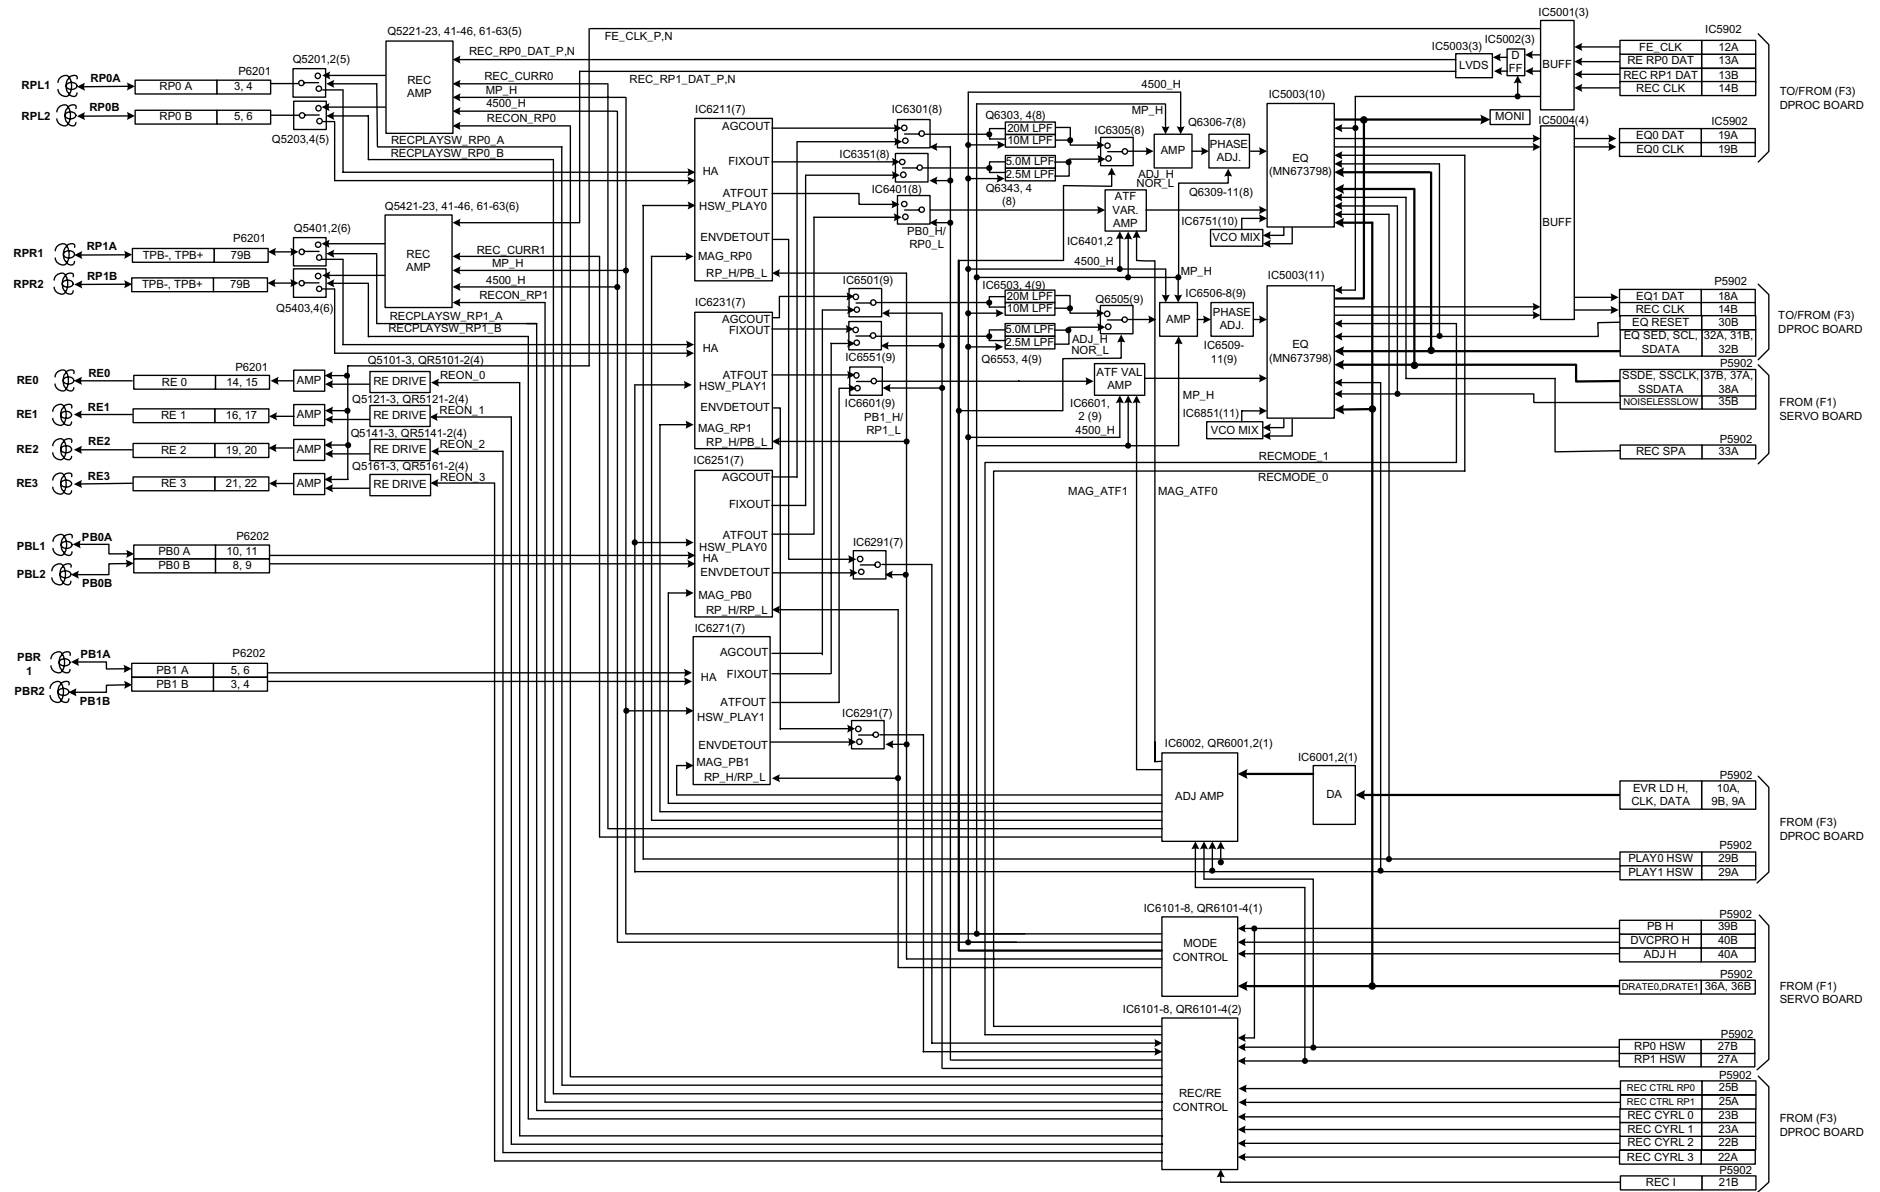 Q5221-23, 41-46, 61-63(5)
FE_CLK_P,N
REC_RP0_DAT_P,N
REC_RP1_DAT_P,N
REC AMP
REC_CURR0
MP_H
4500_H
RECON_RP0
RECPLAYSW_RP0_A
RECPLAYSW_RP0_B
RPL1
RP0A
P6201
RP0 A
3, 4
RPL2
RP0B
RP0 B
5, 6
Q5201,2(5)
Q5203,4(5)
Q5421-23, 41-46, 61-63(6)
REC AMP
REC_CURR1
MP_H
4500_H
RECON_RP1
RECPLAYSW_RP1_A
RECPLAYSW_RP1_B
RPR1
RP1A
P6201
TPB-, TPB+
79B
RPR2
RP1B
TPB-, TPB+
79B
Q5401,2(6)
Q5403,4(6)
Q5101-3, QR5101-2(4)
RE0
RE0
P6201
RE 0
14, 15
AMP
RE DRIVE
REON_0
Q5121-3, QR5121-2(4)
RE1
RE1
RE 1
16, 17
AMP
RE DRIVE
REON_1
Q5141-3, QR5141-2(4)
RE2
RE2
RE 2
19, 20
AMP
RE DRIVE
REON_2
Q5161-3, QR5161-2(4)
RE3
RE3
RE 3
21, 22
AMP
RE DRIVE
REON_3
PBL1
PB0A
P6202
PB0 A
10, 11
PBL2
PB0B
PB0 B
8, 9
PBR
1
PB1A
P6202
PB1 A
5, 6
PBR2
PB1B
PB1 B
3, 4
IC6211(7)
AGCOUT
FIXOUT
HA
ATFOUT
HSW_PLAY0
ENVDETOUT
MAG_RP0
RP_H/PB_L
IC6231(7)
AGCOUT
FIXOUT
HA
ATFOUT
HSW_PLAY1
ENVDETOUT
MAG_RP1
RP_H/PB_L
IC6251(7)
AGCOUT
FIXOUT
ATFOUT
HSW_PLAY0
HA
ENVDETOUT
MAG_PB0
RP_H/RP_L
IC6271(7)
AGCOUT
HA
FIXOUT
ATFOUT
HSW_PLAY1
ENVDETOUT
MAG_PB1
RP_H/RP_L
IC6301(8)
IC6351(8)
IC6401(8)
PB0_H/
RP0_L
IC6501(9)
IC6551(9)
IC6601(9)
PB1_H/
RP1_L
IC6291(7)
IC6291(7)
Q6303, 4(8)
20M LPF
10M LPF
5.0M LPF
2.5M LPF
Q6343, 4
(8)
IC6305(8)
4500_H
MP_H
AMP
ADJ_H
NOR_L
Q6306-7(8)
PHASE ADJ.
Q6309-11(8)
ATF VAR. AMP
IC6401,2
4500_H
MP_H
IC6751(10)
VCO MIX
IC5003(10)
EQ
(MN673798)
IC6503, 4(9)
20M LPF
10M LPF
5.0M LPF
2.5M LPF
Q6553, 4(9)
Q6505(9)
ADJ_H
NOR_L
IC6506-8(9)
AMP
PHASE ADJ.
IC6509-
11(9)
ATF VAL AMP
IC6601,
2 (9)
4500_H
MP_H
IC6851(11)
VCO MIX
IC5003(11)
EQ
(MN673798)
RECMODE_1
RECMODE_0
MAG_ATF1
MAG_ATF0
IC5003(3)
LVDS
IC5002(3)
D
FF
IC5001(3)
BUFF
MONI
IC5004(4)
BUFF
IC5902
FE_CLK
12A
RE RP0 DAT
13A
REC RP1 DAT
13B
REC CLK
14B
TO/FROM (F3)
DPROC BOARD
IC5902
EQ0 DAT
19A
EQ0 CLK
19B
P5902
EQ1 DAT
18A
REC CLK
14B
EQ RESET
30B
EQ SED, SCL,
SDATA
32A, 31B,
32B
TO/FROM (F3)
DPROC BOARD
P5902
SSDE, SSCLK,
SSDATA
37B, 37A,
38A
NOISELESSLOW
35B
FROM (F1)
SERVO BOARD
P5902
REC SPA
33A
IC6002, QR6001,2(1)
ADJ AMP
IC6001,2(1)
DA
P5902
EVR LD H,
CLK, DATA
10A,
9B, 9A
FROM (F3)
DPROC BOARD
P5902
PLAY0 HSW
29B
PLAY1 HSW
29A
IC6101-8, QR6101-4(1)
MODE CONTROL
P5902
PB H
39B
DVCPRO H
40B
ADJ H
40A
P5902
DRATE0,DRATE1
36A, 36B
FROM (F1)
SERVO BOARD
IC6101-8, QR6101-4(2)
REC/RE CONTROL
P5902
RP0 HSW
27B
RP1 HSW
27A
P5902
REC CTRL RP0
25B
REC CTRL RP1
25A
REC CYRL 0
23B
REC CYRL 1
23A
REC CYRL 2
22B
REC CYRL 3
22A
FROM (F3)
DPROC BOARD
P5902
REC I
21B